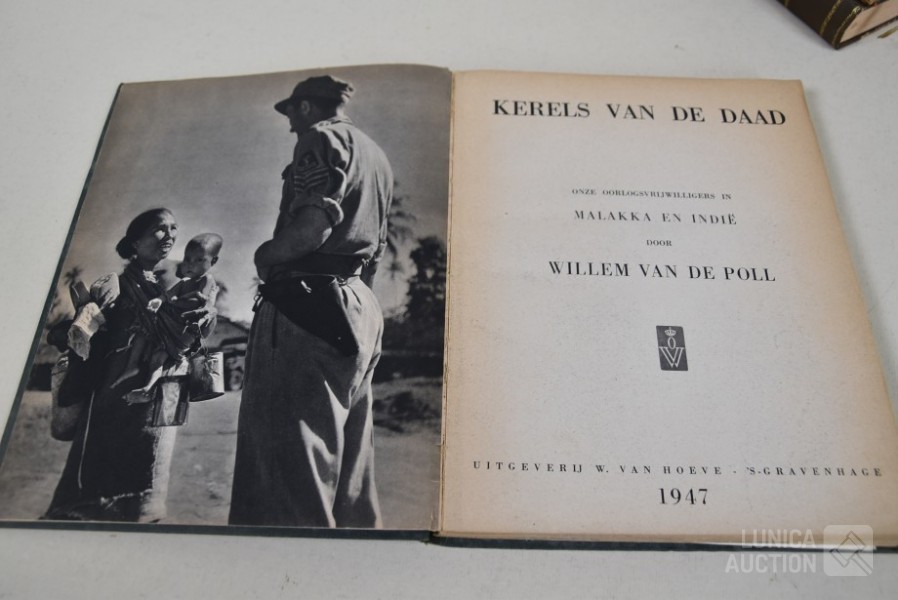 KERELS VAN DE DAAD
ONZE OORLOGSVRIJWILLIGERS IN
MALAKKA EN INDIË
DOOR
WILLEM VAN DE POLL
OVW
UITGEVERIJ W. VAN HOEVE - 'S-GRAVENHAGE
1947
LUNICA
AUCTION